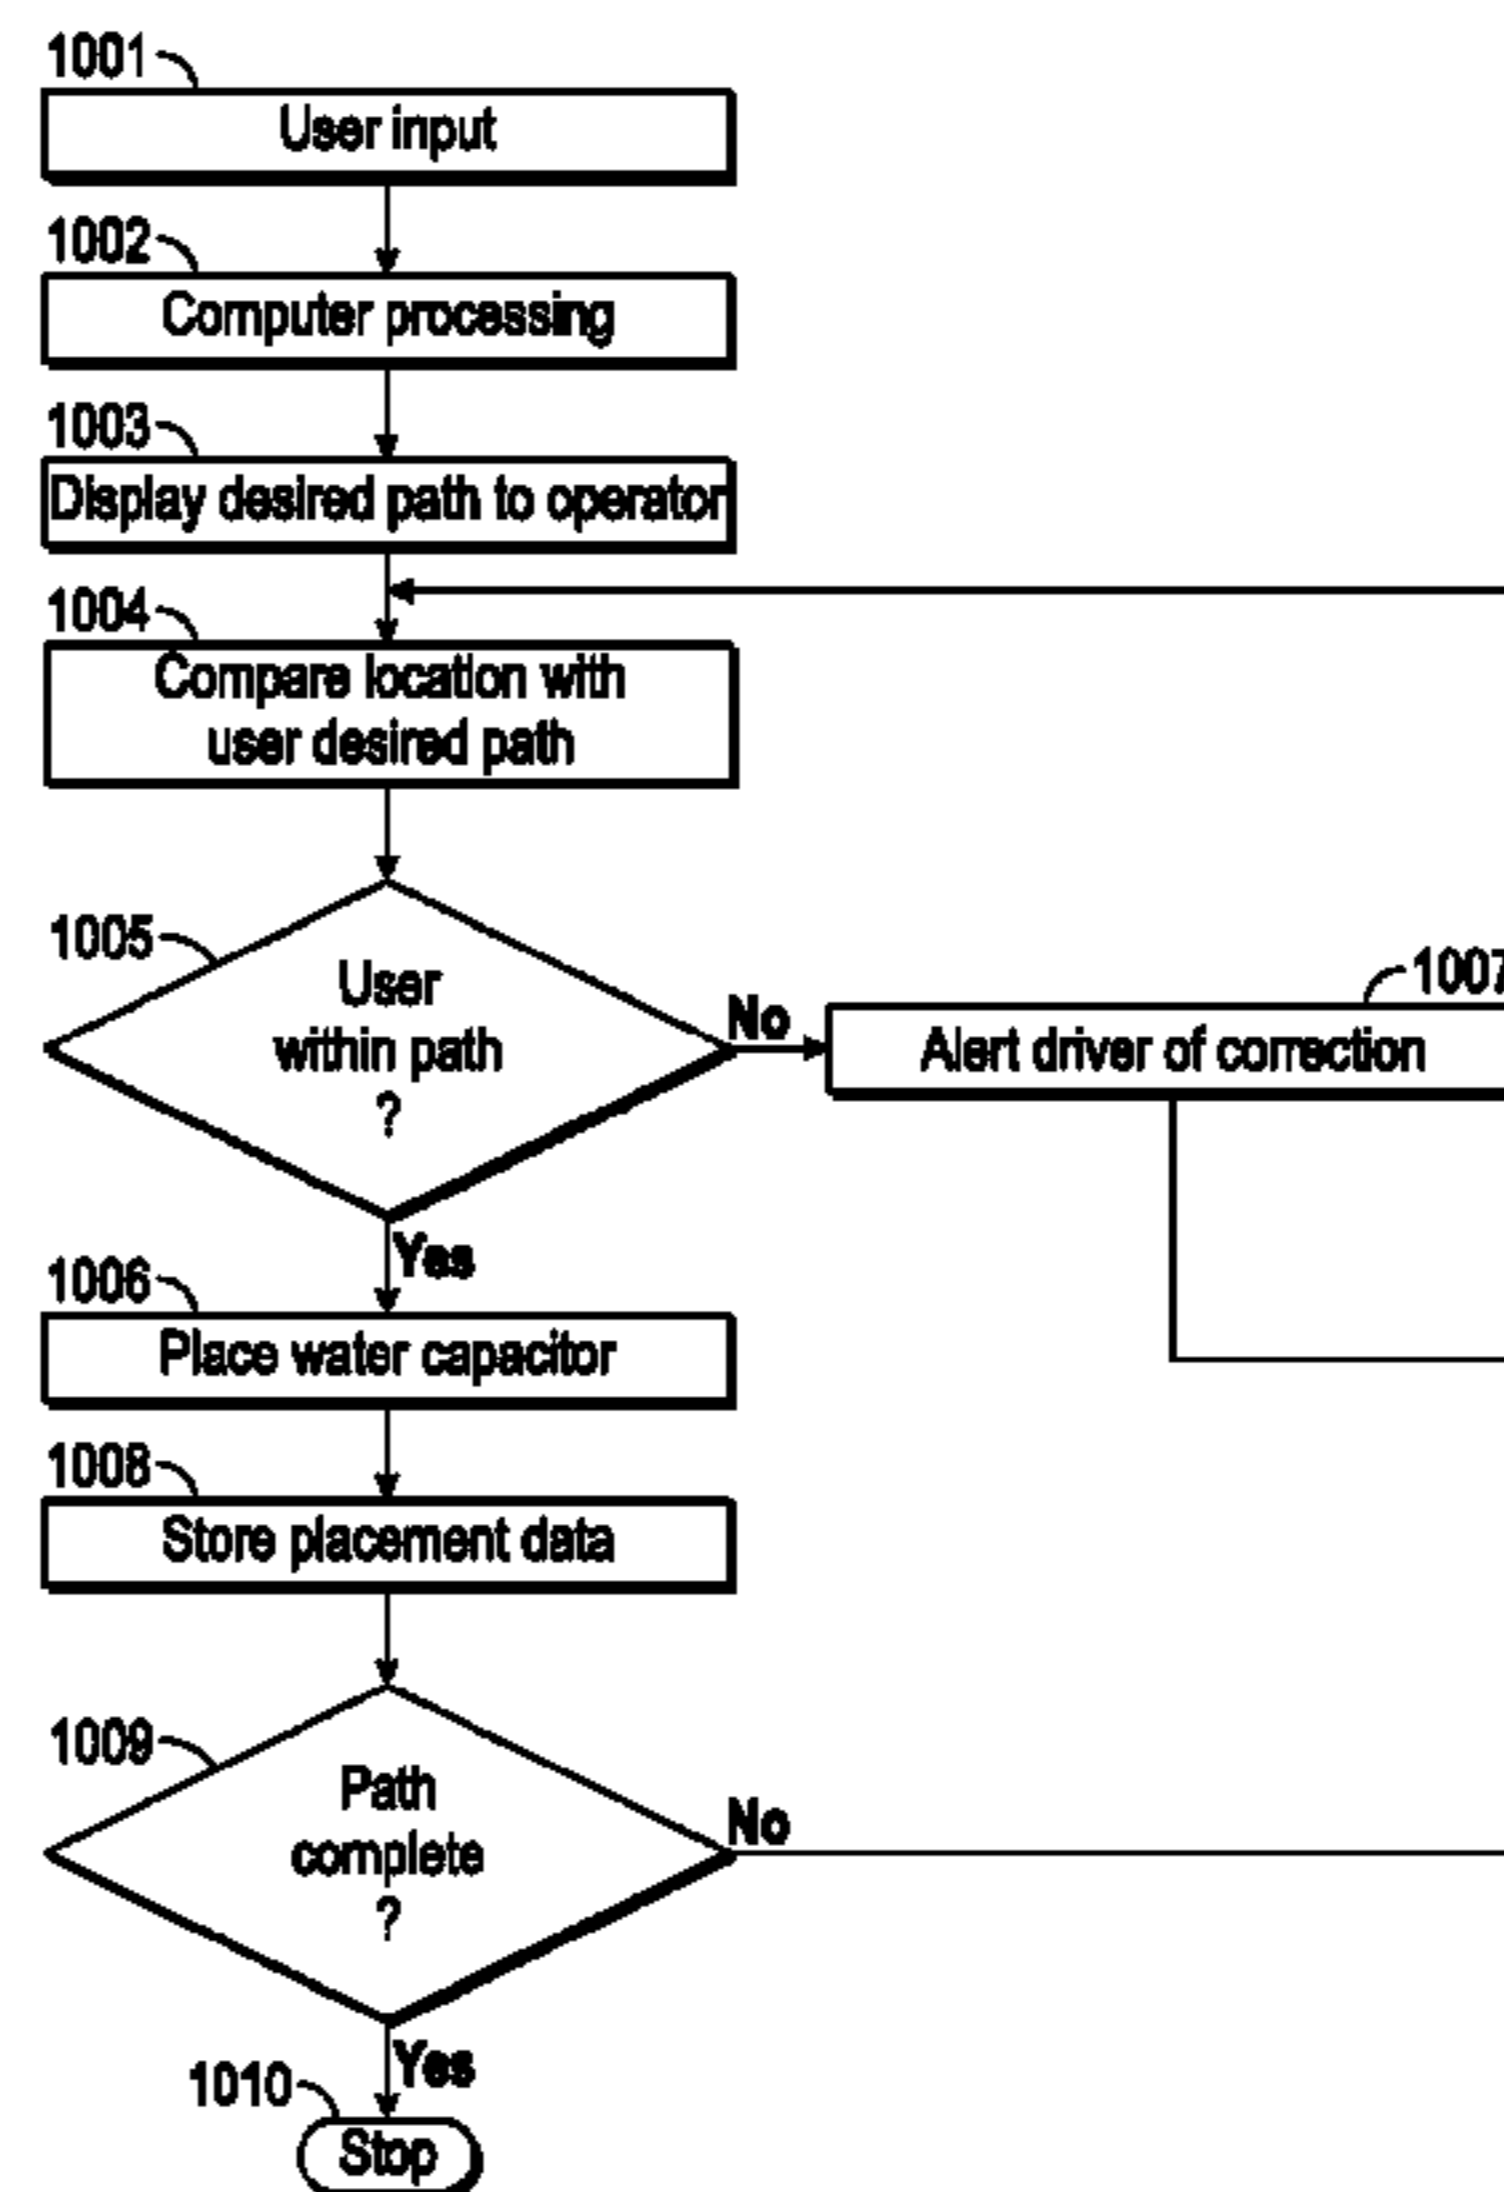 1001
User input
1002
Computer processing
1003
Display desired path to operator
1004
Compare location with
user desired path
1005
User
within path
?
No
1007
Alert driver of correction
Yes
1006
Place water capacitor
1008
Store placement data
1009
Path
complete
?
No
Yes
1010
Stop